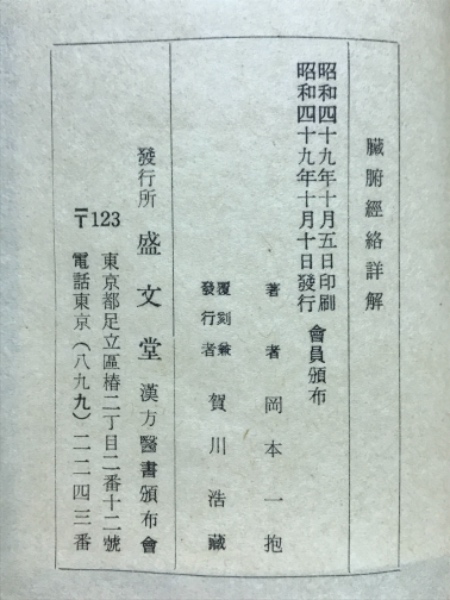 臟腑經絡詳解
昭和四十九年十月五日印刷
昭和四十九年十月十日發行
會員頒布
著者 岡本一抱
覆刻兼發行者 賀川浩藏
發行所 盛文堂 漢方醫書頒布會
〒123 東京都足立區椿二丁目二番十二號
電話東京(八九九)二二四三番